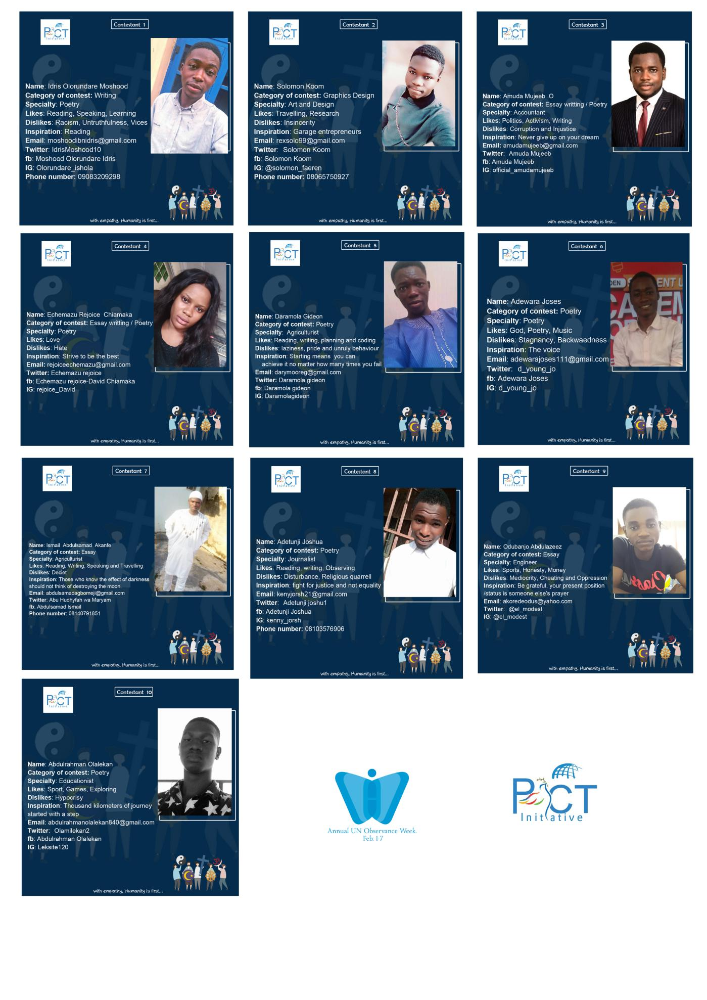 PACT
Initiative
Contestant 1
Name: Idris Olorundare Moshood
Category of contest: Writing
Specialty: Poetry
Likes: Reading, Speaking, Learning
Dislikes: Racism, Untruthfulness, Vices
Inspiration: Reading
Email: moshoodibnidris@gmail.com
Twitter: IdrisMoshood10
fb: Moshood Olorundare Idris
IG: Olorundare_ishola
Phone number: 09083209298
with empathy, Humanity is first...
PACT
Initiative
Contestant 2
Name: Solomon Koom
Category of contest: Graphics Design
Specialty: Art and Design
Likes: Travelling, Research
Dislikes: Insincerity
Inspiration: Garage entrepreneurs
Email: rexsolo99@gmail.com
Twitter: Solomon Koom
fb: Solomon Koom
IG: @solomon_faeren
Phone number: 08065750927
with empathy, Humanity is first...
PACT
Initiative
Contestant 3
Name: Amuda Mujeeb .O
Category of contest: Essay writting / Poetry
Specialty: Accountant
Likes: Politics, Activism, Writing
Dislikes: Corruption and Injustice
Inspiration: Never give up on your dream
Email: amudamujeeb@gmail.com
Twitter: Amuda Mujeeb
fb: Amuda Mujeeb
IG: official_amudamujeeb
with empathy, Humanity is first...
PACT
Initiative
Contestant 4
Name: Echemazu Rejoice Chiamaka
Category of contest: Essay writting / Poetry
Specialty: Poetry
Likes: Love
Dislikes: Hate
Inspiration: Strive to be the best
Email: rejoiceechemazu@gmail.com
Twitter: Echemazu rejoice
fb: Echemazu rejoice-David Chiamaka
IG: rejoice_David
with empathy, Humanity is first...
PACT
Initiative
Contestant 5
Name: Daramola Gideon
Category of contest: Poetry
Specialty: Agriculturist
Likes: Reading, writing, planning and coding
Dislikes: laziness, pride and unruly behaviour
Inspiration: Starting means you can
achieve it no matter how many times you fail
Email: darymooreg@gmail.com
Twitter: Daramola gideon
fb: Daramola gideon
IG: Daramolagideon
with empathy, Humanity is first...
PACT
Initiative
Contestant 6
Name: Adewara Joses
Category of contest: Poetry
Specialty: Poetry
Likes: God, Poetry, Music
Dislikes: Stagnancy, Backwaedness
Inspiration: The voice
Email: adewarajoses111@gmail.com
Twitter: d_young_jo
fb: Adewara Joses
IG: d_young_jo
with empathy, Humanity is first...
PACT
Initiative
Contestant 7
Name: Ismail Abdulsamad Akanfe
Category of contest: Essay
Specialty: Agriculturist
Likes: Reading, Writing, Speaking and Travelling
Dislikes: Deciet
Inspiration: Those who know the effect of darkness
should not think of destroying the moon.
Email: abdulsamadagbomeji@gmail.com
Twitter: Abu Hudhyfah wa Maryam
fb: Abdulsamad Ismail
Phone number: 08140791851
with empathy, Humanity is first...
PACT
Initiative
Contestant 8
Name: Adetunji Joshua
Category of contest: Poetry
Specialty: Journalist
Likes: Reading, writing, Observing
Dislikes: Disturbance, Religious quarrell
Inspiration: fight for justice and not equality
Email: kenyjorsh21@gmail.com
Twitter: Adetunji joshu1
fb: Adetunji Joshua
IG: kenny_jorsh
Phone number: 08103576906
with empathy, Humanity is first...
PACT
Initiative
Contestant 9
Name: Odubanjo Abdulazeez
Category of contest: Essay
Specialty: Engineer
Likes: Sports, Honesty, Money
Dislikes: Mediocrity, Cheating and Oppression
Inspiration: Be grateful, your present position
/status is someone else's prayer
Email: akoredeodus@yahoo.com
Twitter: @el_modest
IG: @el_modest
with empathy, Humanity is first...
PACT
Initiative
Contestant 10
Name: Abdulrahman Olalekan
Category of contest: Poetry
Specialty: Educationist
Likes: Sport, Games, Exploring
Dislikes: Hypocrisy
Inspiration: Thousand kilometers of journey
started with a step
Email: abdulrahmanolalekan840@gmail.com
Twitter: Olamilekan2
fb: Abdulrahman Olalekan
IG: Leksite120
with empathy, Humanity is first...
Annual UN Observance Week.
Feb. 1-7
PACT
Initiative